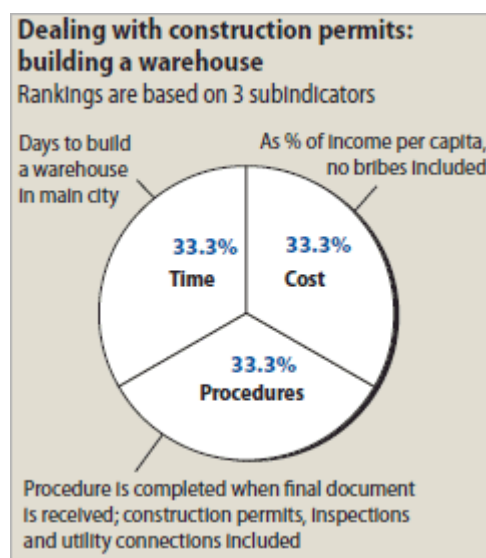 Dealing with construction permits:
building a warehouse
Rankings are based on 3 subindicators
Days to build
a warehouse
in main city
As % of income per capita,
no bribes included
33.3%
Time
33.3%
Cost
33.3%
Procedures
Procedure is completed when final document
is received; construction permits, inspections
and utility connections included